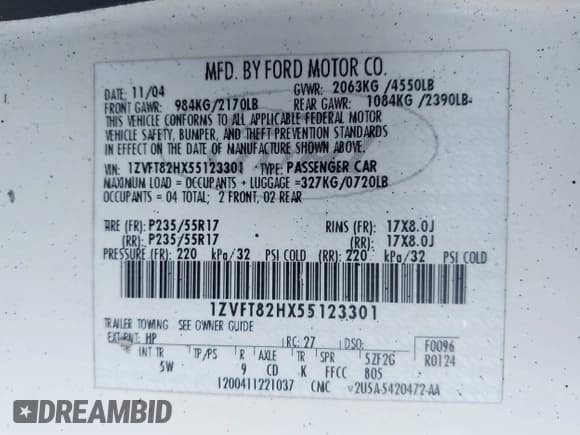 MFD. BY FORD MOTOR CO.
DATE: 11/04 GVWR: 2063KG /4550LB
FRONT GAWR: 984KG/2170LB REAR GAWR: 1084KG /2390LB
THIS VEHICLE CONFORMS TO ALL APPLICABLE FEDERAL MOTOR
VEHICLE SAFETY, BUMPER, AND THEFT PREVENTION STANDARDS
IN EFFECT ON THE DATE OF MANUFACTURE SHOWN ABOVE.
VIN: 1ZVFT82HX55123301 TYPE: PASSENGER CAR
MAXIMUM LOAD = OCCUPANTS + LUGGAGE =327KG/0720LB
OCCUPANTS = 04 TOTAL; 2 FRONT, 02 REAR
TIRE (FR): P235/55R17 RIMS (FR): 17X8.0J
(RR): P235/55R17 (RR): 17X8.0J
PRESSURE (FR): 220 kPa/32 PSI COLD (RR): 220 kPa/32 PSI COLD
1ZVFT82HX55123301
TRAILER TOWING SEE OWNER GUIDE
EXT PNT: HP RC: 27 DSO: F0096
INT TR TP/PS R AXLE TR SPR 5ZF2G R0124
5W 9 CD K FFCC B05
1200411221037 CMC v2U5A-5420472-AA
DREAMBID